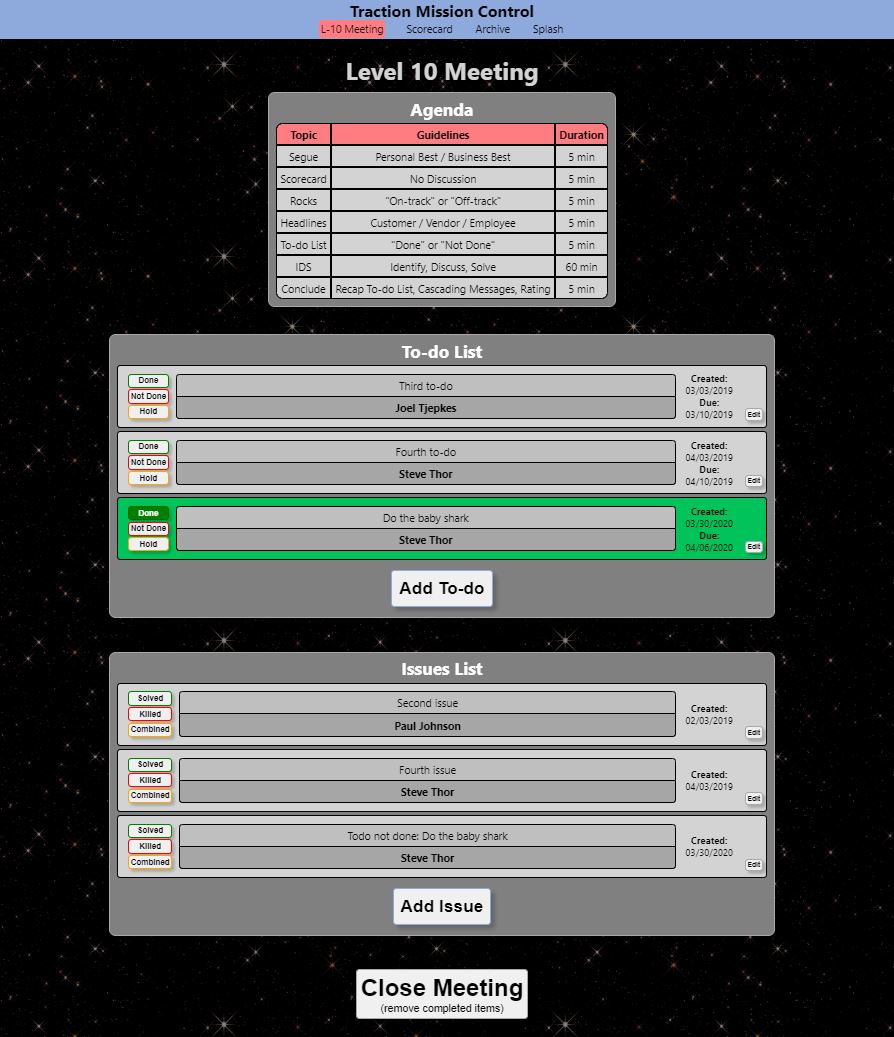 Traction Mission Control
L-10 Meeting Scorecard Archive Splash
Level 10 Meeting
Agenda
Topic Guidelines Duration
Segue Personal Best / Business Best 5 min
Scorecard No Discussion 5 min
Rocks "On-track" or "Off-track" 5 min
Headlines Customer / Vendor / Employee 5 min
To-do List "Done" or "Not Done" 5 min
IDS Identify, Discuss, Solve 60 min
Conclude Recap To-do List, Cascading Messages, Rating 5 min
To-do List
Done
Not Done
Hold
Third to-do
Joel Tjepkes
Created:
03/03/2019
Due:
03/10/2019
Edit
Done
Not Done
Hold
Fourth to-do
Steve Thor
Created:
04/03/2019
Due:
04/10/2019
Edit
Done
Not Done
Hold
Do the baby shark
Steve Thor
Created:
03/30/2020
Due:
04/06/2020
Edit
Add To-do
Issues List
Solved
Killed
Combined
Second issue
Paul Johnson
Created:
02/03/2019
Edit
Solved
Killed
Combined
Fourth issue
Steve Thor
Created:
04/03/2019
Edit
Solved
Killed
Combined
Todo not done: Do the baby shark
Steve Thor
Created:
03/30/2020
Edit
Add Issue
Close Meeting
(remove completed items)